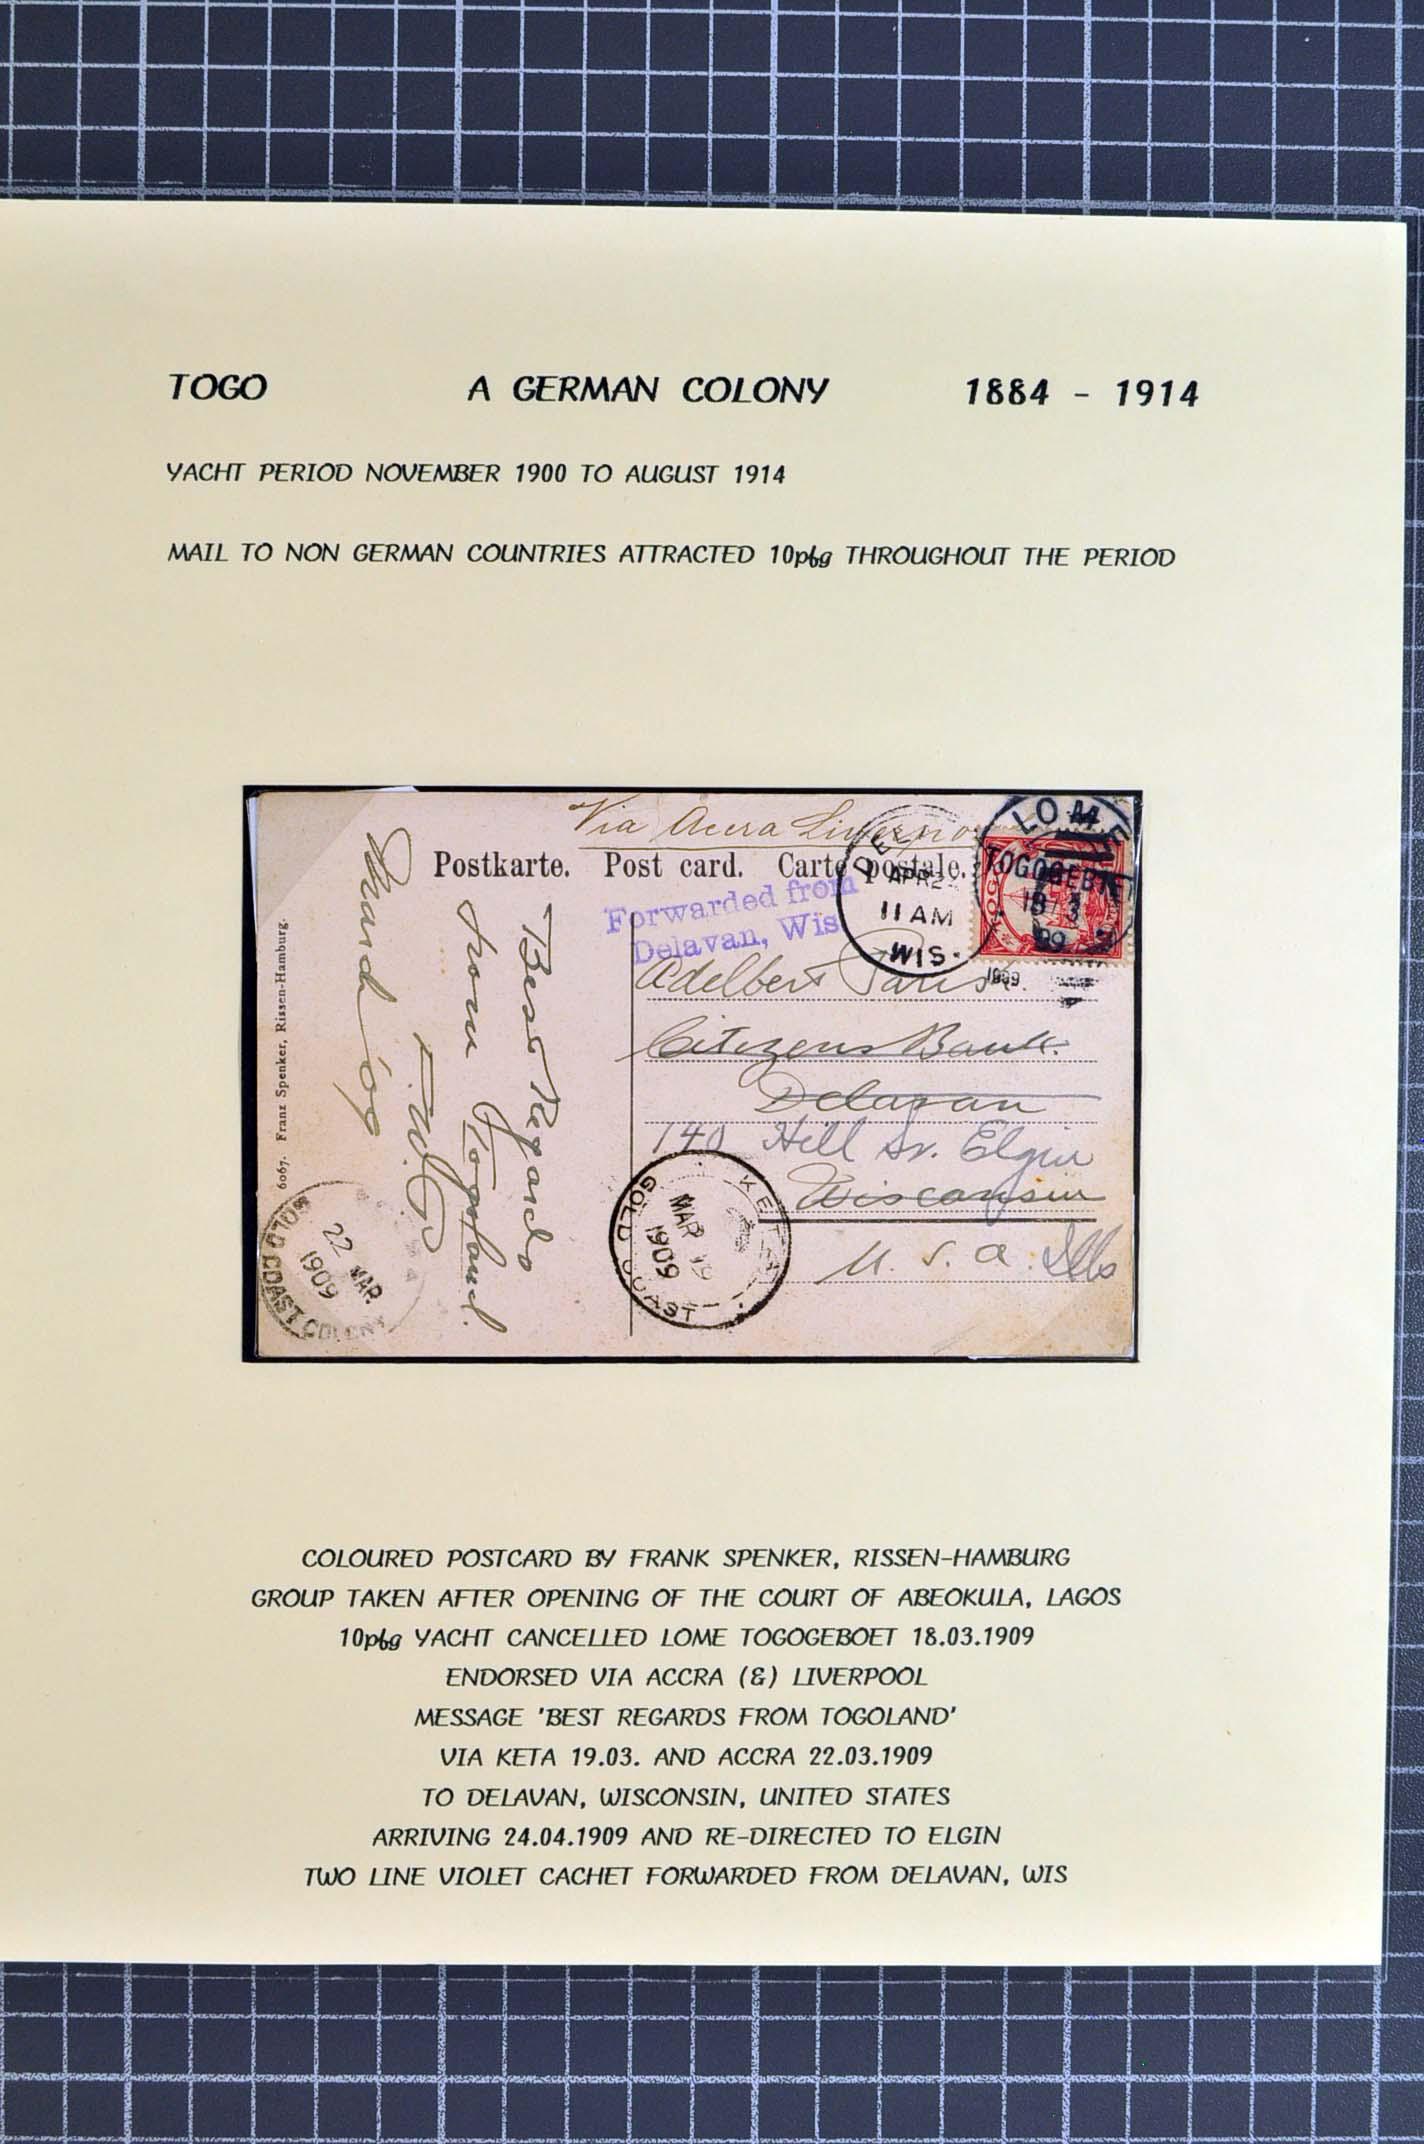 TOGO A GERMAN COLONY 1884 - 1914
YACHT PERIOD NOVEMBER 1900 TO AUGUST 1914
MAIL TO NON GERMAN COUNTRIES ATTRACTED 10pfg THROUGHOUT THE PERIOD
Via Accra Liverpo
Postkarte. Post card. Carte postale.
Forwarded from
Delavan, Wis
DEL
APR 2
11 AM
WIS.
1909
LOME
TOGOGEBIET
18/3
09
TOGO
Adelbert Paris
Citizens Bank.
Delavan
140 Hill St. Elgin
Wisconsin
U. S. A. Ills
Best Regards
from Togoland.
F.W.
March '09
6067. Franz Spenker, Rissen-Hamburg.
KETA
MAR 19
1909
GOLD COAST
22 MAR.
1909
GOLD COAST COLONY
COLOURED POSTCARD BY FRANK SPENKER, RISSEN-HAMBURG
GROUP TAKEN AFTER OPENING OF THE COURT OF ABEOKULA, LAGOS
10pfg YACHT CANCELLED LOME TOGOGEBOET 18.03.1909
ENDORSED VIA ACCRA (&) LIVERPOOL
MESSAGE 'BEST REGARDS FROM TOGOLAND'
VIA KETA 19.03. AND ACCRA 22.03.1909
TO DELAVAN, WISCONSIN, UNITED STATES
ARRIVING 24.04.1909 AND RE-DIRECTED TO ELGIN
TWO LINE VIOLET CACHET FORWARDED FROM DELAVAN, WIS